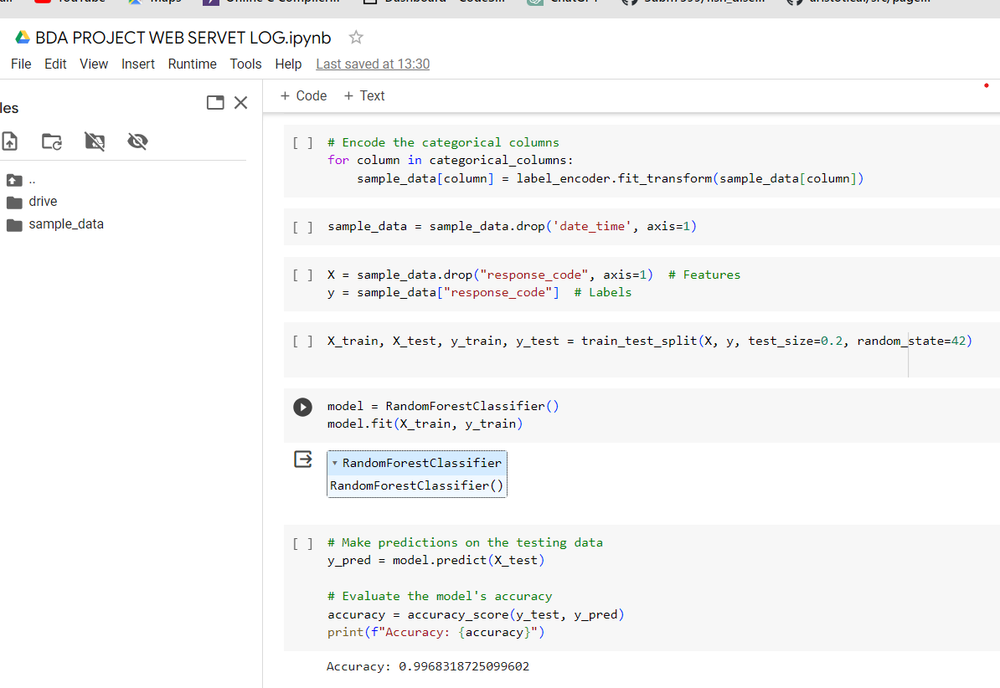 Maps
BDA PROJECT WEB SERVET LOG.ipynb
File Edit View Insert Runtime Tools Help Last saved at 13:30
les
+ Code + Text
..
drive
sample_data
[ ] # Encode the categorical columns
for column in categorical_columns:
sample_data[column] = label_encoder.fit_transform(sample_data[column])
[ ] sample_data = sample_data.drop('date_time', axis=1)
[ ] X = sample_data.drop("response_code", axis=1) # Features
y = sample_data["response_code"] # Labels
[ ] X_train, X_test, y_train, y_test = train_test_split(X, y, test_size=0.2, random_state=42)
model = RandomForestClassifier()
model.fit(X_train, y_train)
▾ RandomForestClassifier
RandomForestClassifier()
[ ] # Make predictions on the testing data
y_pred = model.predict(X_test)
# Evaluate the model's accuracy
accuracy = accuracy_score(y_test, y_pred)
print(f"Accuracy: {accuracy}")
Accuracy: 0.9968318725099602